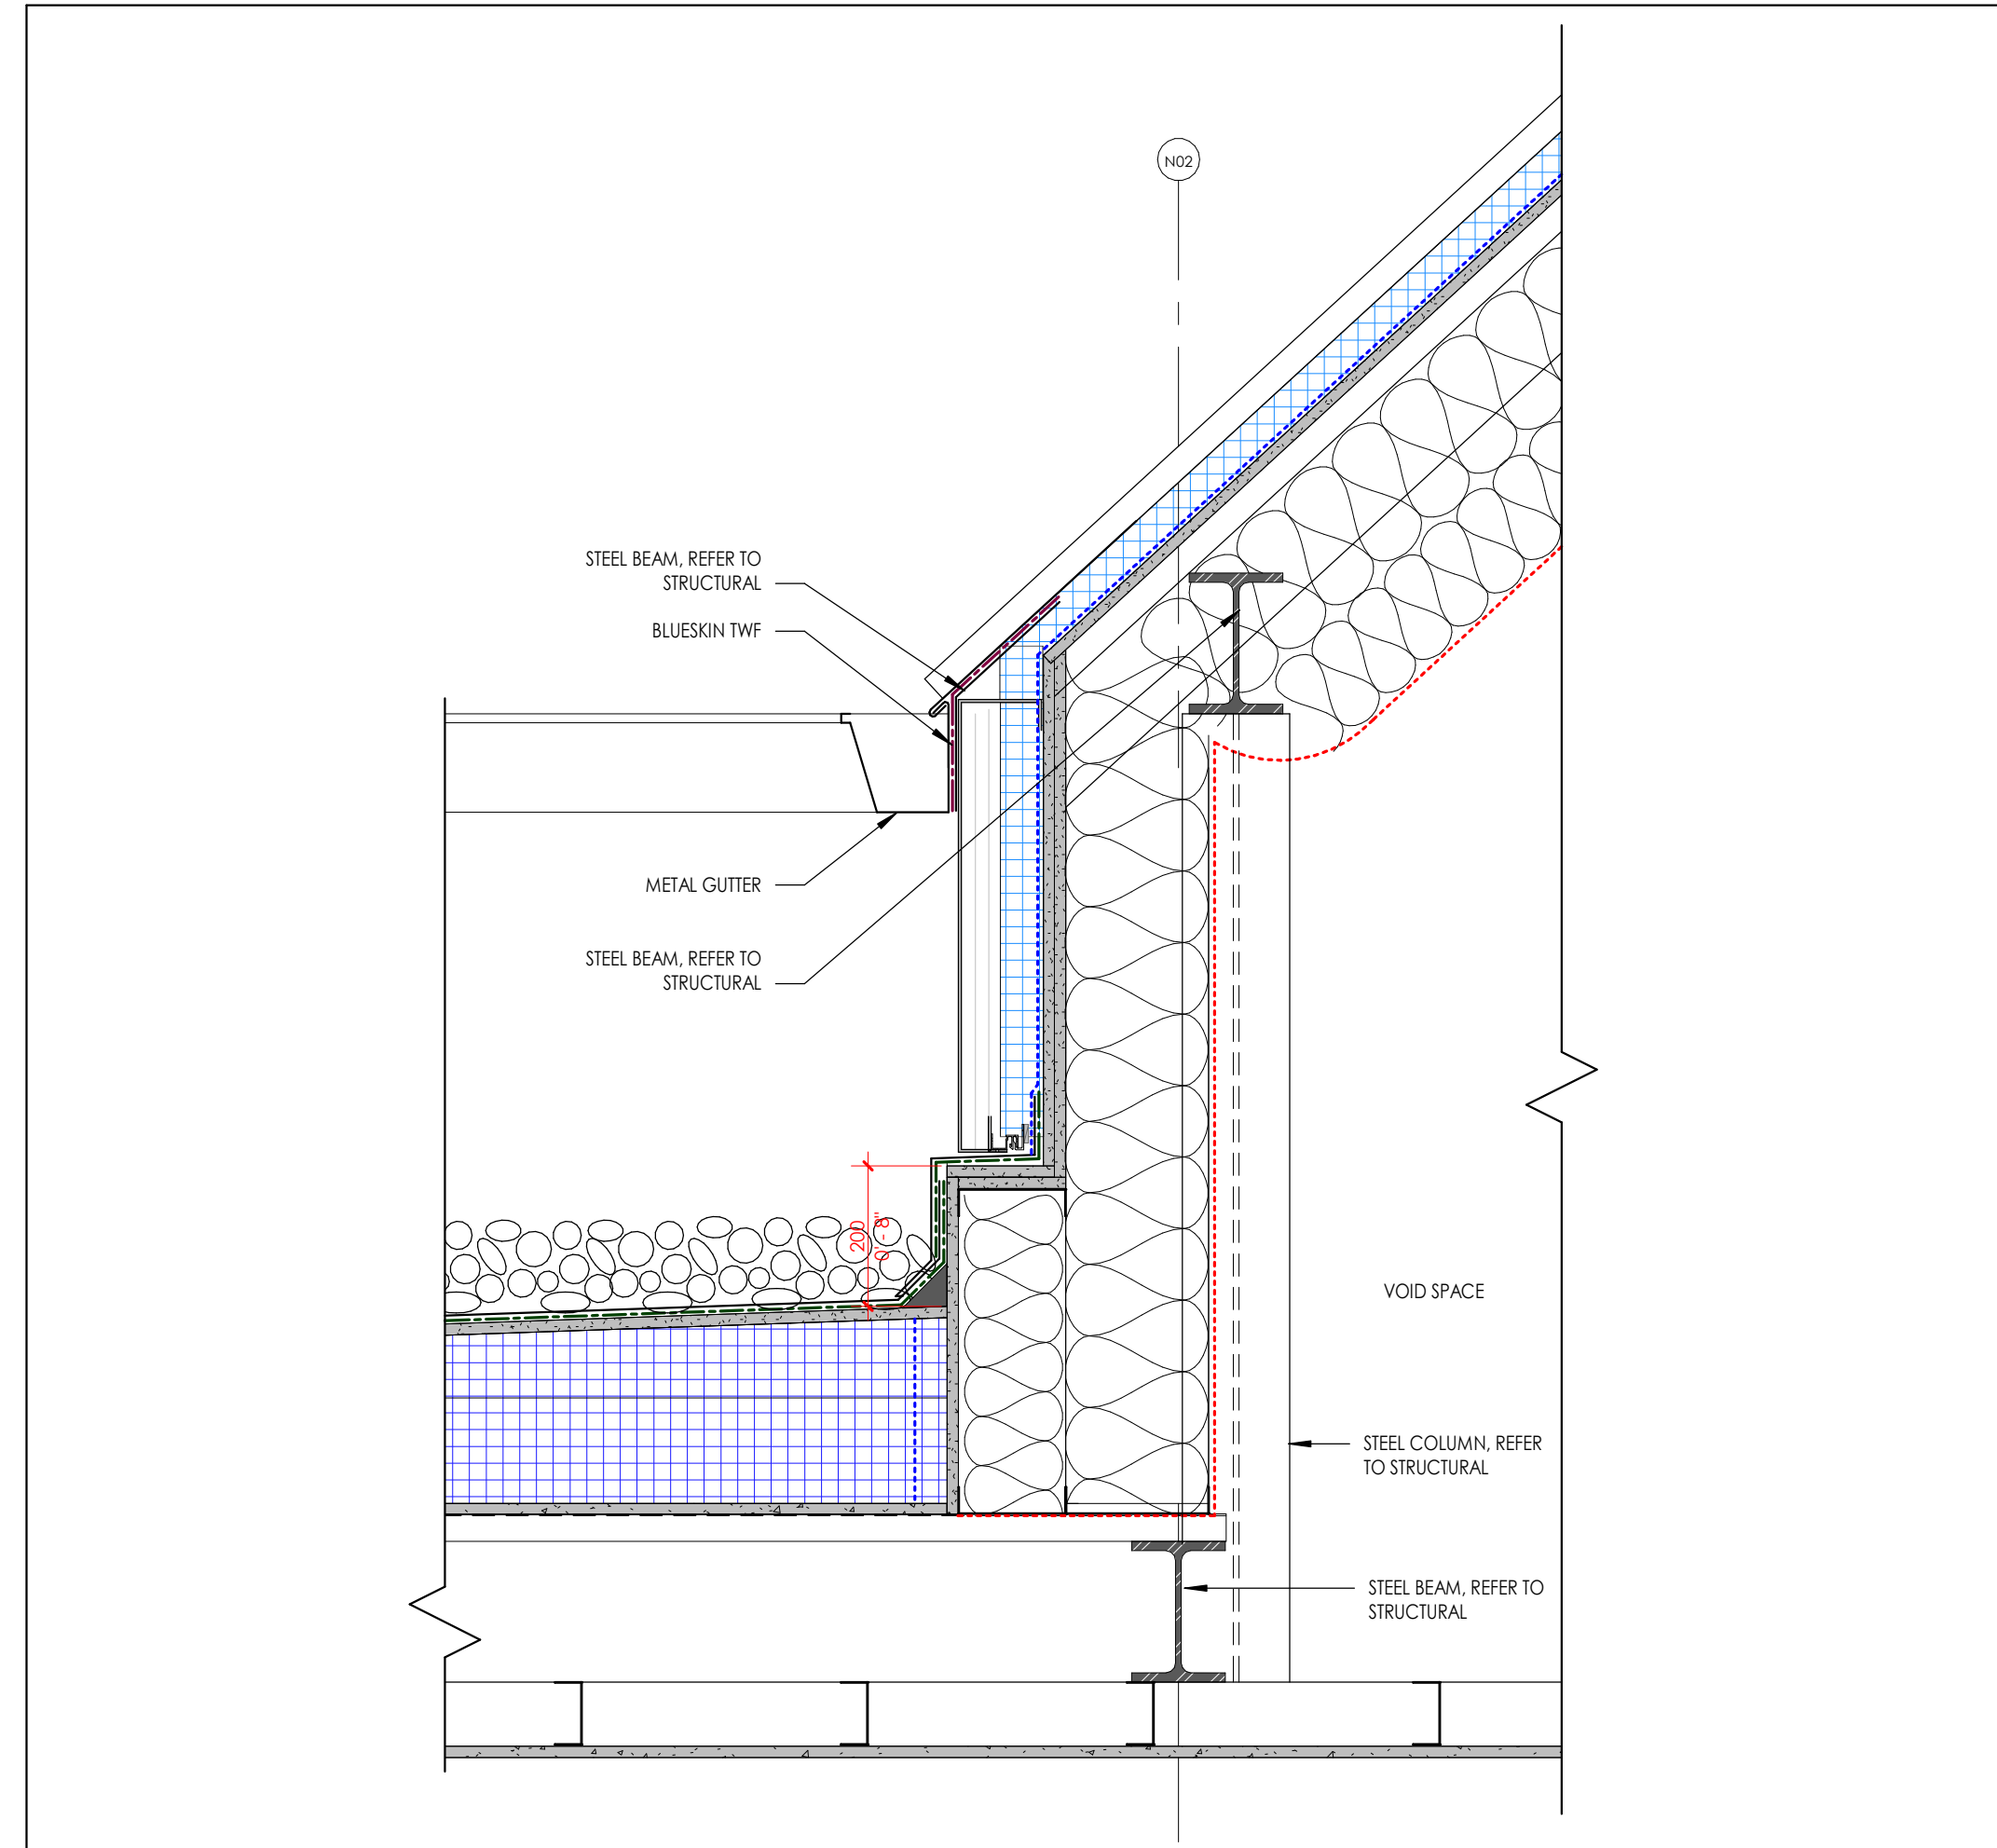 N02
STEEL BEAM, REFER TO
STRUCTURAL
BLUESKIN TWF
METAL GUTTER
STEEL BEAM, REFER TO
STRUCTURAL
200
0' - 8"
VOID SPACE
STEEL COLUMN, REFER
TO STRUCTURAL
STEEL BEAM, REFER TO
STRUCTURAL